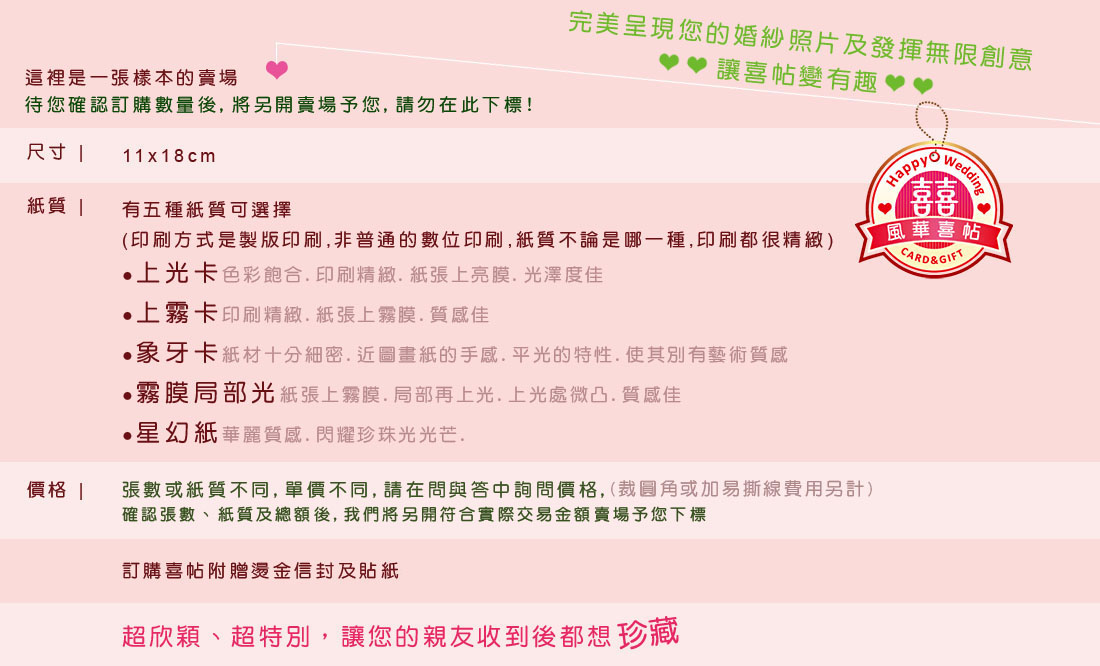 完美呈現您的婚紗照片及發揮無限創意
讓喜帖變有趣
這裡是一張樣本的賣場
待您確認訂購數量後,將另開賣場予您,請勿在此下標!
尺寸 | 11x18cm
Happy Wedding
囍
風華喜帖
CARD&GIFT
紙質 | 有五種紙質可選擇
(印刷方式是製版印刷,非普通的數位印刷,紙質不論是哪一種,印刷都很精緻)
●上光卡 色彩飽合.印刷精緻.紙張上亮膜.光澤度佳
●上霧卡 印刷精緻.紙張上霧膜.質感佳
●象牙卡 紙材十分細密.近圖畫紙的手感.平光的特性.使其別有藝術質感
●霧膜局部光 紙張上霧膜.局部再上光.上光處微凸.質感佳
●星幻紙 華麗質感.閃耀珍珠光光芒.
價格 | 張數或紙質不同,單價不同,請在問與答中詢問價格,(裁圓角或加易撕線費用另計)
確認張數、紙質及總額後,我們將另開符合實際交易金額賣場予您下標
訂購喜帖附贈燙金信封及貼紙
超欣穎、超特別，讓您的親友收到後都想珍藏